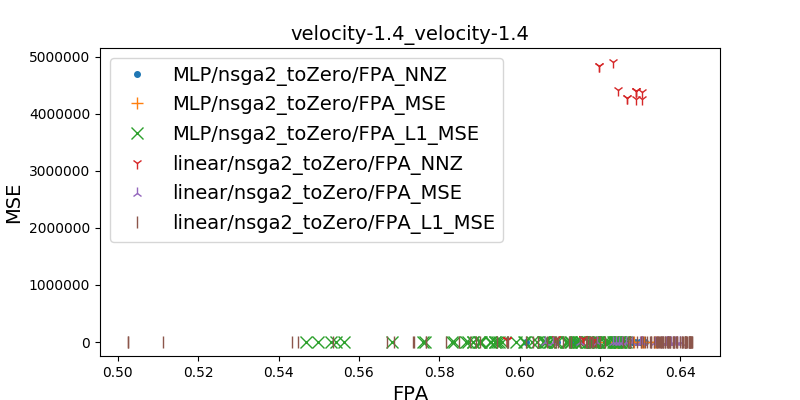 velocity-1.4_velocity-1.4
5000000
4000000
3000000
2000000
1000000
0
MSE
MLP/nsga2_toZero/FPA_NNZ
MLP/nsga2_toZero/FPA_MSE
MLP/nsga2_toZero/FPA_L1_MSE
linear/nsga2_toZero/FPA_NNZ
linear/nsga2_toZero/FPA_MSE
linear/nsga2_toZero/FPA_L1_MSE
0.50 0.52 0.54 0.56 0.58 0.60 0.62 0.64
FPA